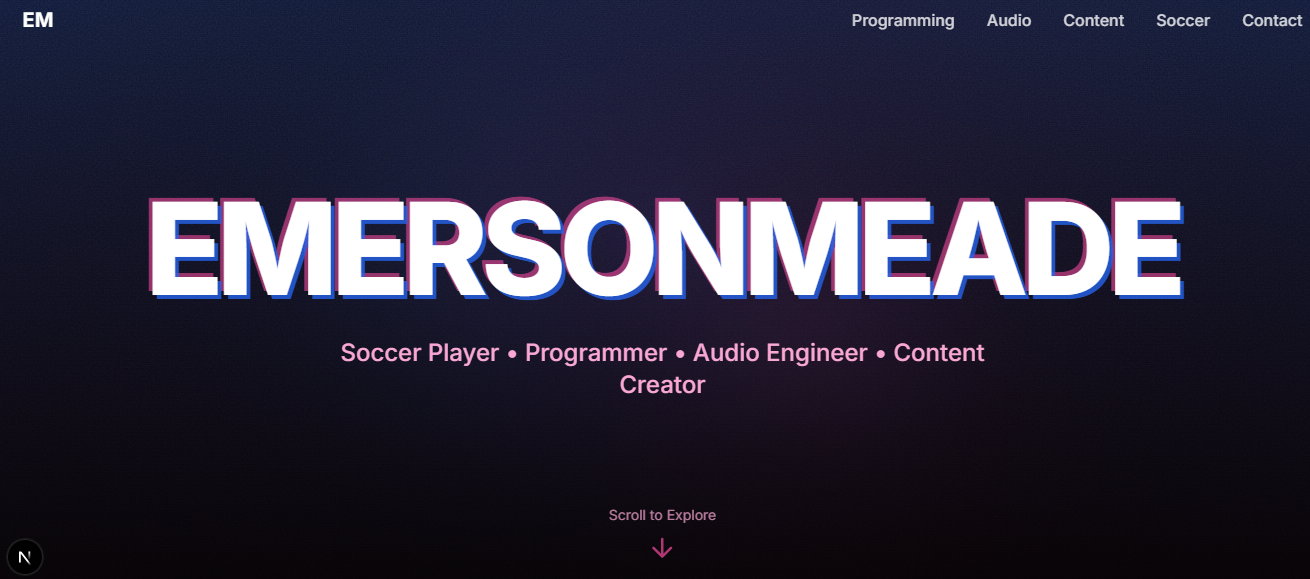 EM
Programming Audio Content Soccer Contact
EMERSONMEADE
Soccer Player • Programmer • Audio Engineer • Content
Creator
Scroll to Explore
N